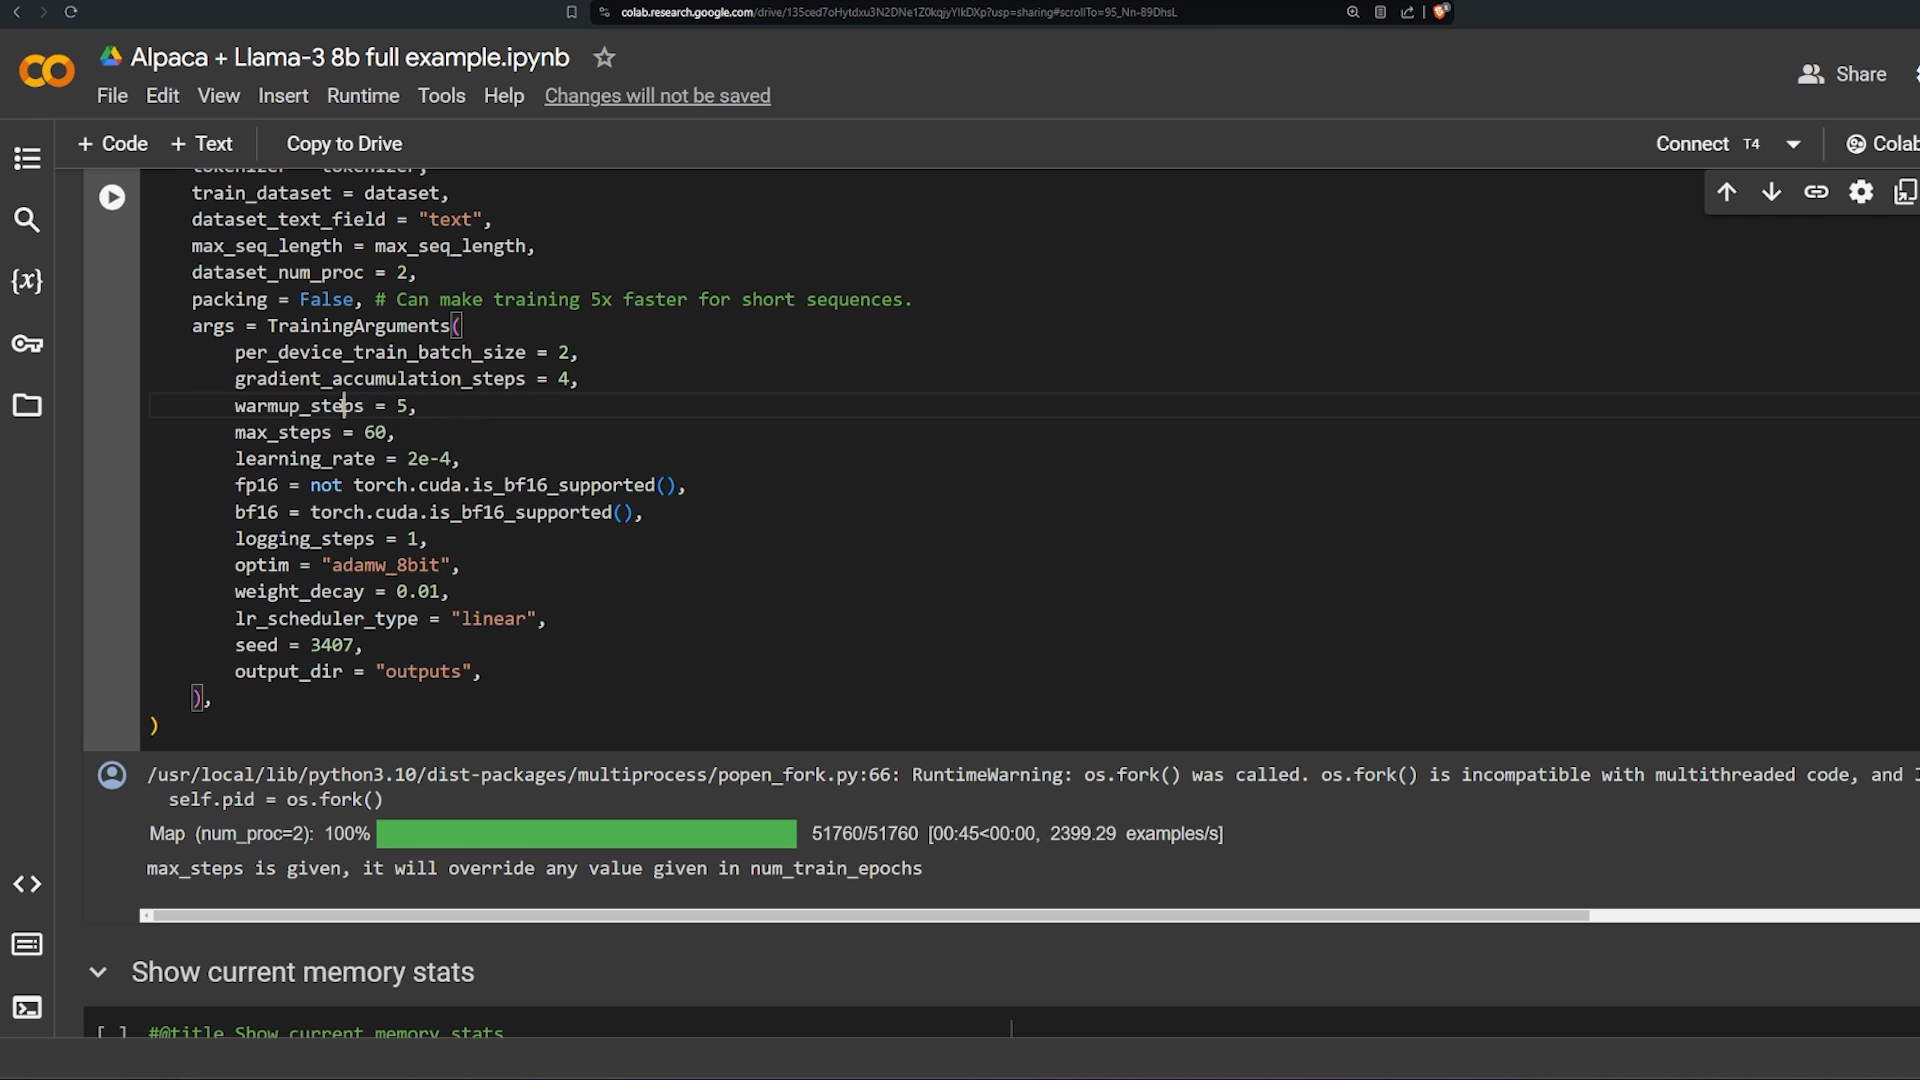 colab.research.google.com/drive/135ced7oHytdxu3N2DNe1Z0kqjyYlkDXp?usp=sharing#scrollTo=95_Nn-89DhsL
Alpaca + Llama-3 8b full example.ipynb
Share
File Edit View Insert Runtime Tools Help Changes will not be saved
+ Code + Text Copy to Drive Connect T4 Colab
tokenizer = tokenizer,
train_dataset = dataset,
dataset_text_field = "text",
max_seq_length = max_seq_length,
dataset_num_proc = 2,
packing = False, # Can make training 5x faster for short sequences.
args = TrainingArguments(
per_device_train_batch_size = 2,
gradient_accumulation_steps = 4,
warmup_steps = 5,
max_steps = 60,
learning_rate = 2e-4,
fp16 = not torch.cuda.is_bf16_supported(),
bf16 = torch.cuda.is_bf16_supported(),
logging_steps = 1,
optim = "adamw_8bit",
weight_decay = 0.01,
lr_scheduler_type = "linear",
seed = 3407,
output_dir = "outputs",
),
)
/usr/local/lib/python3.10/dist-packages/multiprocess/popen_fork.py:66: RuntimeWarning: os.fork() was called. os.fork() is incompatible with multithreaded code, and J
self.pid = os.fork()
Map (num_proc=2): 100% 51760/51760 [00:45<00:00, 2399.29 examples/s]
max_steps is given, it will override any value given in num_train_epochs
Show current memory stats
[ ] #@title Show current memory stats